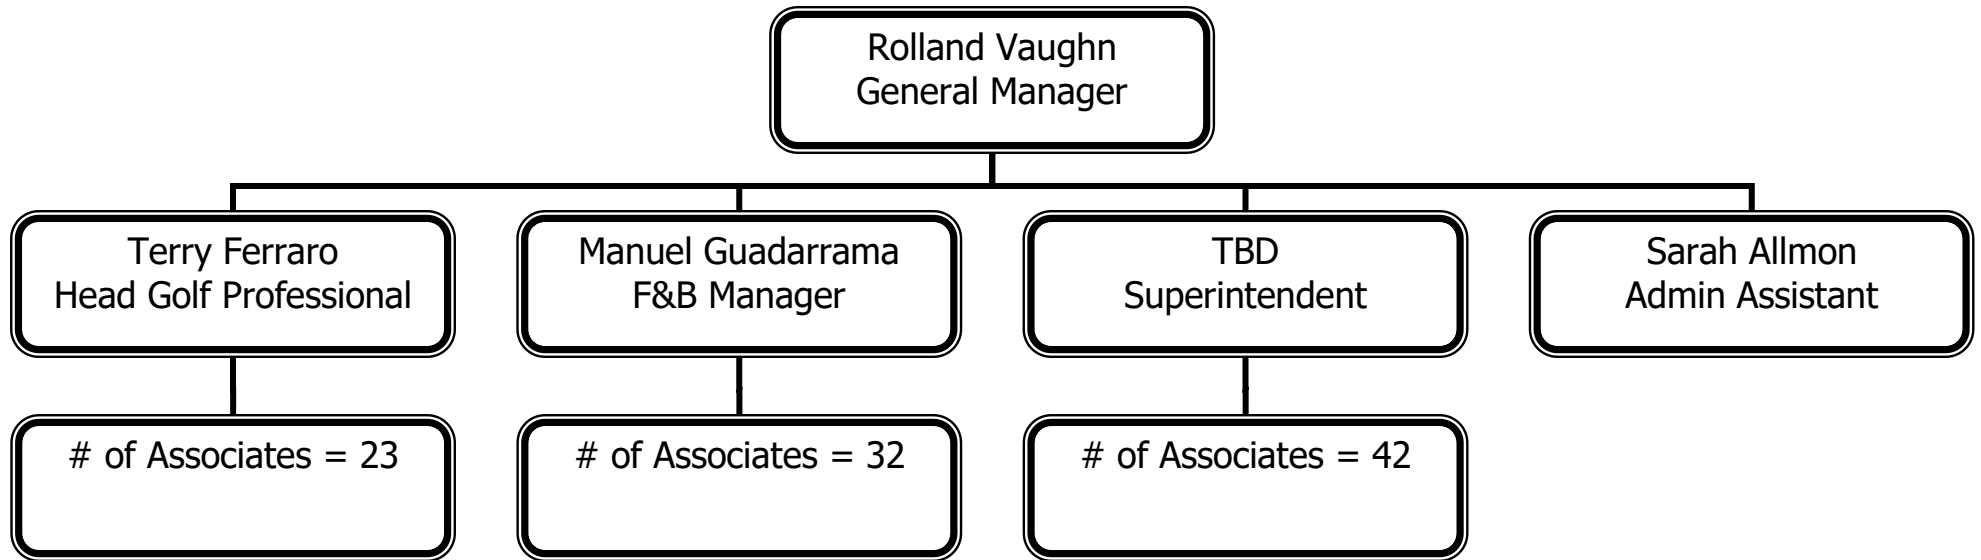 Rolland Vaughn
General Manager
Terry Ferraro
Head Golf Professional
Manuel Guadarrama
F&B Manager
TBD
Superintendent
Sarah Allmon
Admin Assistant
# of Associates = 23
# of Associates = 32
# of Associates = 42